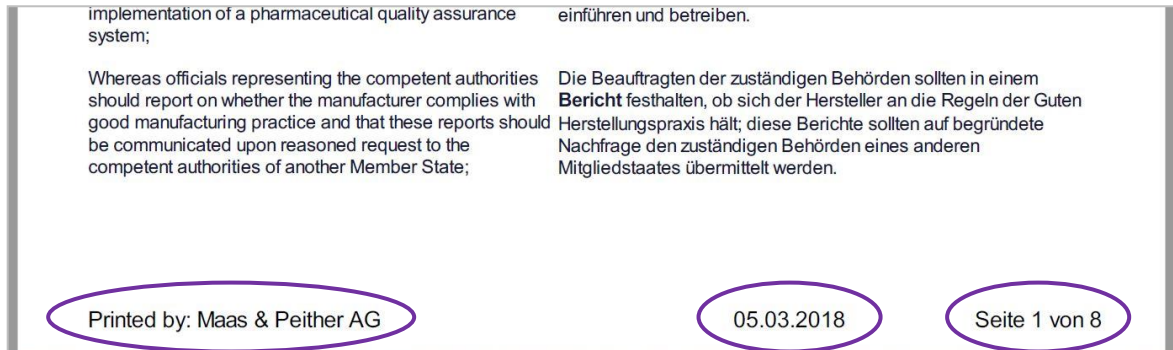 implementation of a pharmaceutical quality assurance
system;
Whereas officials representing the competent authorities
should report on whether the manufacturer complies with
good manufacturing practice and that these reports should
be communicated upon reasoned request to the
competent authorities of another Member State;
einführen und betreiben.
Die Beauftragten der zuständigen Behörden sollten in einem
Bericht festhalten, ob sich der Hersteller an die Regeln der Guten
Herstellungspraxis hält; diese Berichte sollten auf begründete
Nachfrage den zuständigen Behörden eines anderen
Mitgliedstaates übermittelt werden.
Printed by: Maas & Peither AG
05.03.2018
Seite 1 von 8